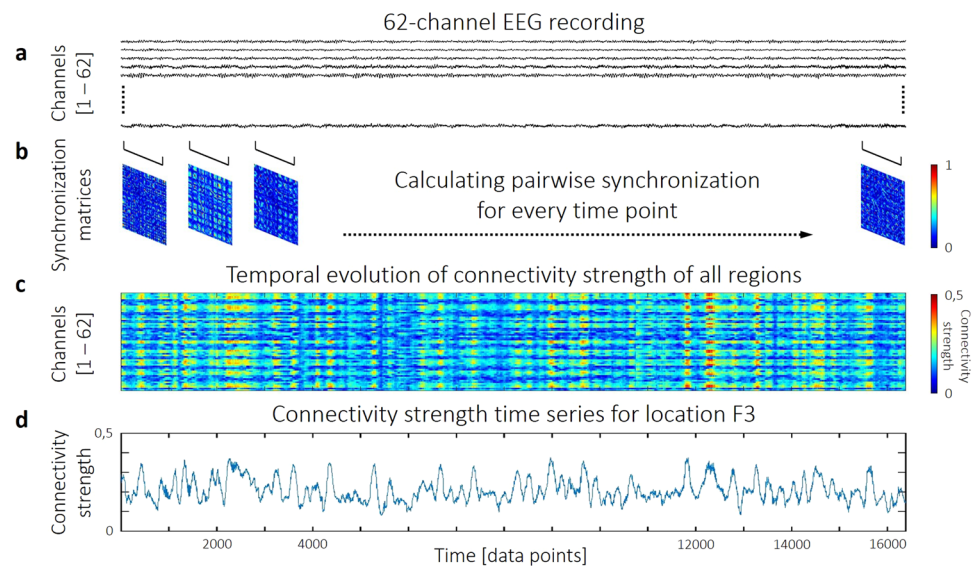 62-channel EEG recording
a
Channels
[1 – 62]
b
Synchronization
matrices
Calculating pairwise synchronization
for every time point
1
0
Temporal evolution of connectivity strength of all regions
c
Channels
[1 – 62]
0,5
Connectivity
strength
0
Connectivity strength time series for location F3
d
0,5
Connectivity
strength
0
2000
4000
12000
14000
16000
Time [data points]